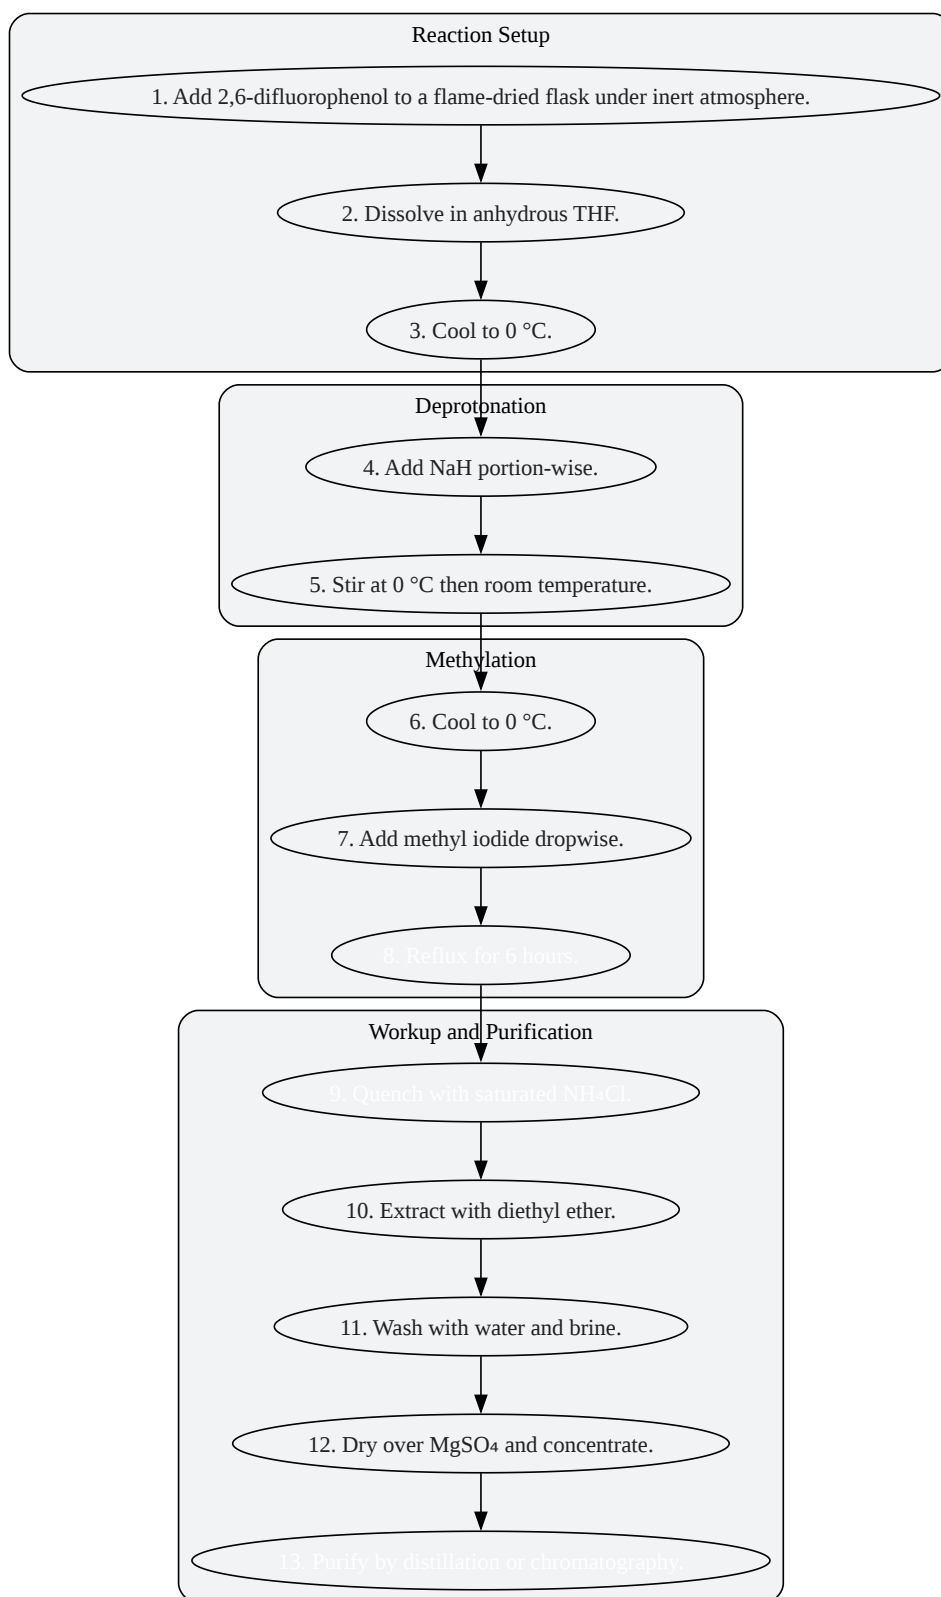 Reaction Setup
1. Add 2,6-difluorophenol to a flame-dried flask under inert atmosphere.
2. Dissolve in anhydrous THF.
3. Cool to 0 °C.
Deprotonation
4. Add NaH portion-wise.
5. Stir at 0 °C then room temperature.
Methylation
6. Cool to 0 °C.
7. Add methyl iodide dropwise.
8. Reflux for 6 hours.
Workup and Purification
9. Quench with saturated NH₄Cl.
10. Extract with diethyl ether.
11. Wash with water and brine.
12. Dry over MgSO₄ and concentrate.
13. Purify by distillation or chromatography.